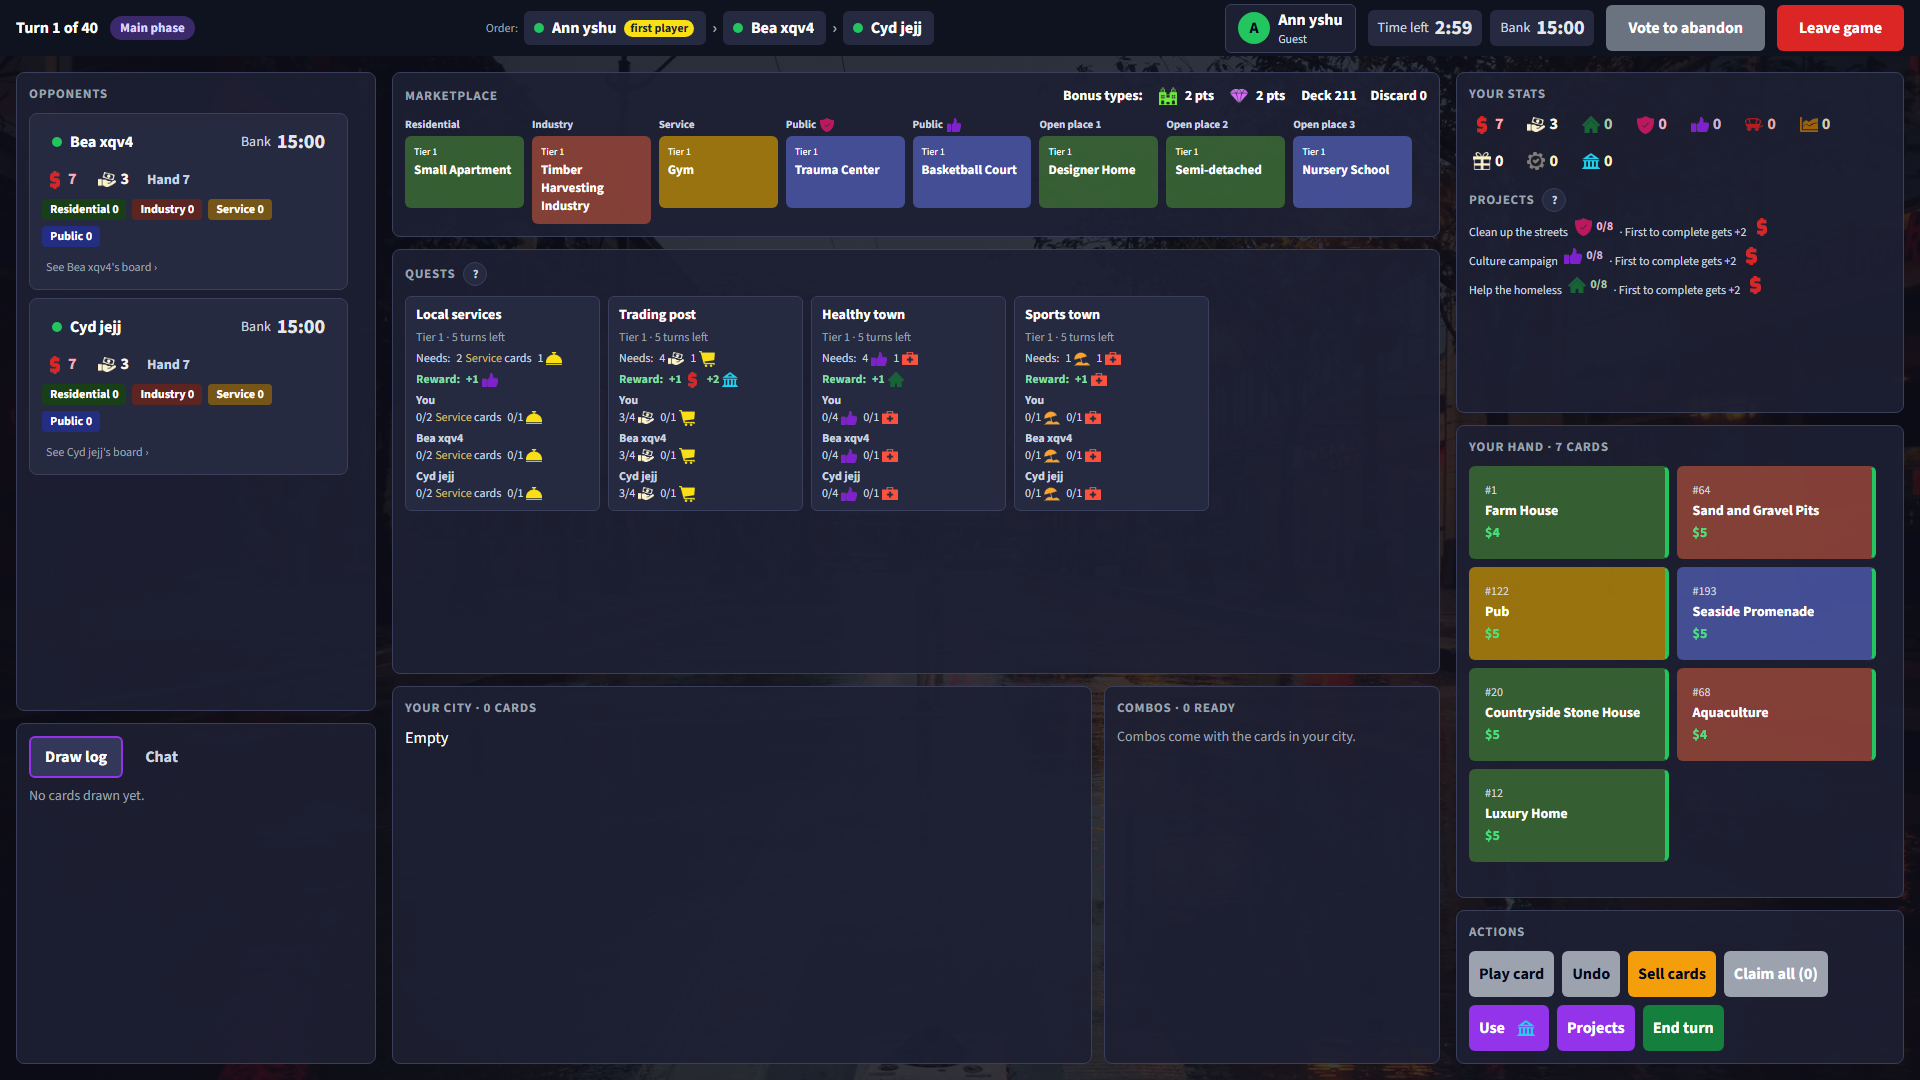 Turn 1 of 40
Main phase
Order: Ann yshu first player › Bea xqv4 › Cyd jejj
A Ann yshu
Guest
Time left 2:59
Bank 15:00
Vote to abandon
Leave game
OPPONENTS
Bea xqv4 Bank 15:00
7 3 Hand 7
Residential 0 Industry 0 Service 0
Public 0
See Bea xqv4's board ›
Cyd jejj Bank 15:00
7 3 Hand 7
Residential 0 Industry 0 Service 0
Public 0
See Cyd jejj's board ›
Draw log Chat
No cards drawn yet.
MARKETPLACE
Bonus types: 2 pts 2 pts Deck 211 Discard 0
Residential
Tier 1
Small Apartment
Industry
Tier 1
Timber
Harvesting
Industry
Service
Tier 1
Gym
Public
Tier 1
Trauma Center
Public
Tier 1
Basketball Court
Open place 1
Tier 1
Designer Home
Open place 2
Tier 1
Semi-detached
Open place 3
Tier 1
Nursery School
QUESTS ?
Local services
Tier 1 · 5 turns left
Needs: 2 Service cards 1
Reward: +1
You
0/2 Service cards 0/1
Bea xqv4
0/2 Service cards 0/1
Cyd jejj
0/2 Service cards 0/1
Trading post
Tier 1 · 5 turns left
Needs: 4 1
Reward: +1 +2
You
3/4 0/1
Bea xqv4
3/4 0/1
Cyd jejj
3/4 0/1
Healthy town
Tier 1 · 5 turns left
Needs: 4 1
Reward: +1
You
0/4 0/1
Bea xqv4
0/4 0/1
Cyd jejj
0/4 0/1
Sports town
Tier 1 · 5 turns left
Needs: 1 1
Reward: +1
You
0/1 0/1
Bea xqv4
0/1 0/1
Cyd jejj
0/1 0/1
YOUR CITY · 0 CARDS
Empty
COMBOS · 0 READY
Combos come with the cards in your city.
YOUR STATS
7 3 0 0 0 0 0
0 0 0
PROJECTS ?
Clean up the streets 0/8 · First to complete gets +2
Culture campaign 0/8 · First to complete gets +2
Help the homeless 0/8 · First to complete gets +2
YOUR HAND · 7 CARDS
#1
Farm House
$4
#64
Sand and Gravel Pits
$5
#122
Pub
$5
#193
Seaside Promenade
$5
#20
Countryside Stone House
$5
#68
Aquaculture
$4
#12
Luxury Home
$5
ACTIONS
Play card Undo Sell cards Claim all (0)
Use Projects End turn